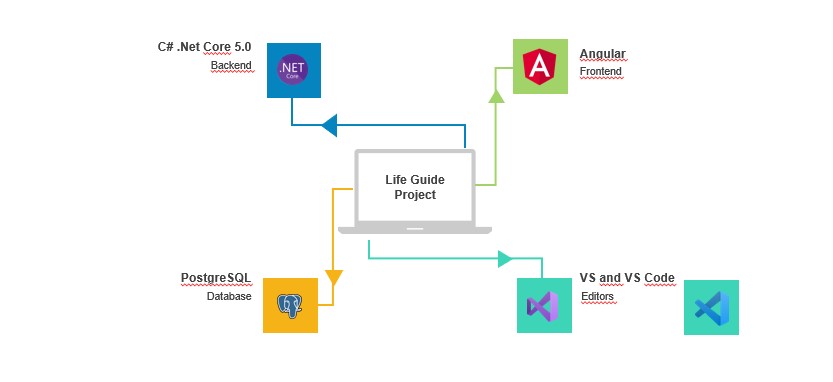 C# .Net Core 5.0
Backend
.NET
Core
Angular
Frontend
Life Guide
Project
PostgreSQL
Database
VS and VS Code
Editors